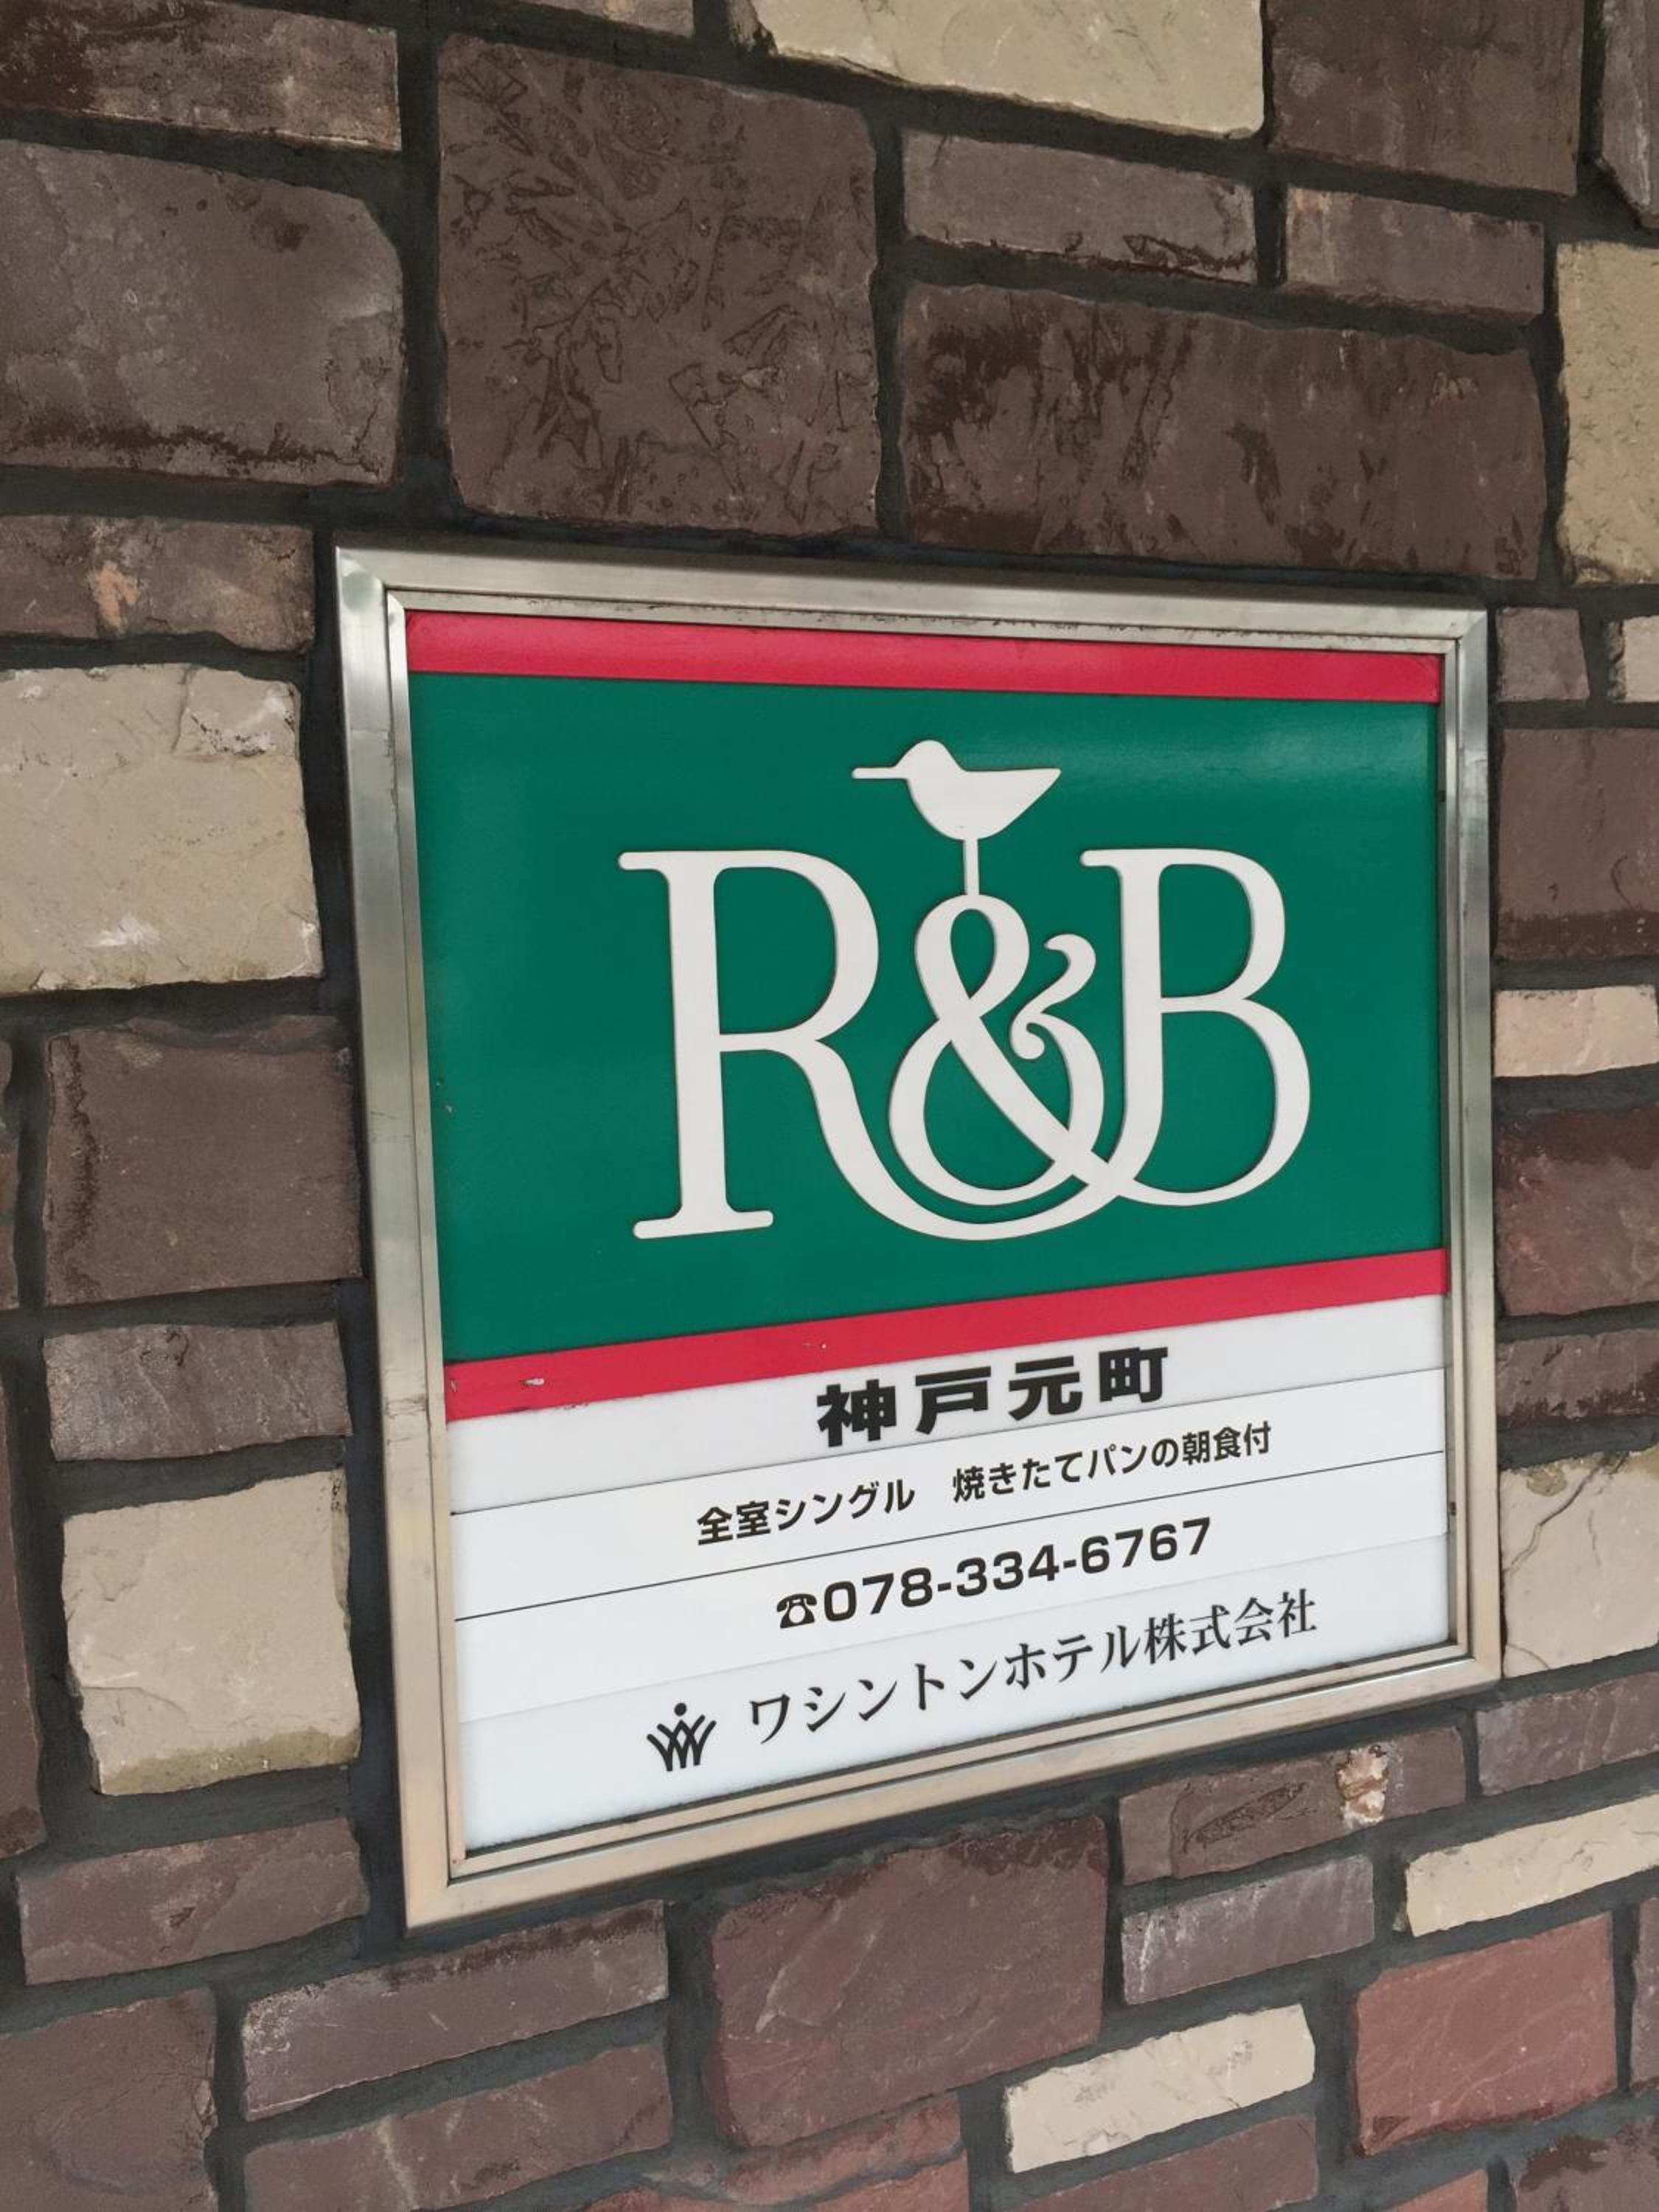 R&B
神戸元町
全室シングル　焼きたてパンの朝食付
☎078-334-6767
ワシントンホテル株式会社